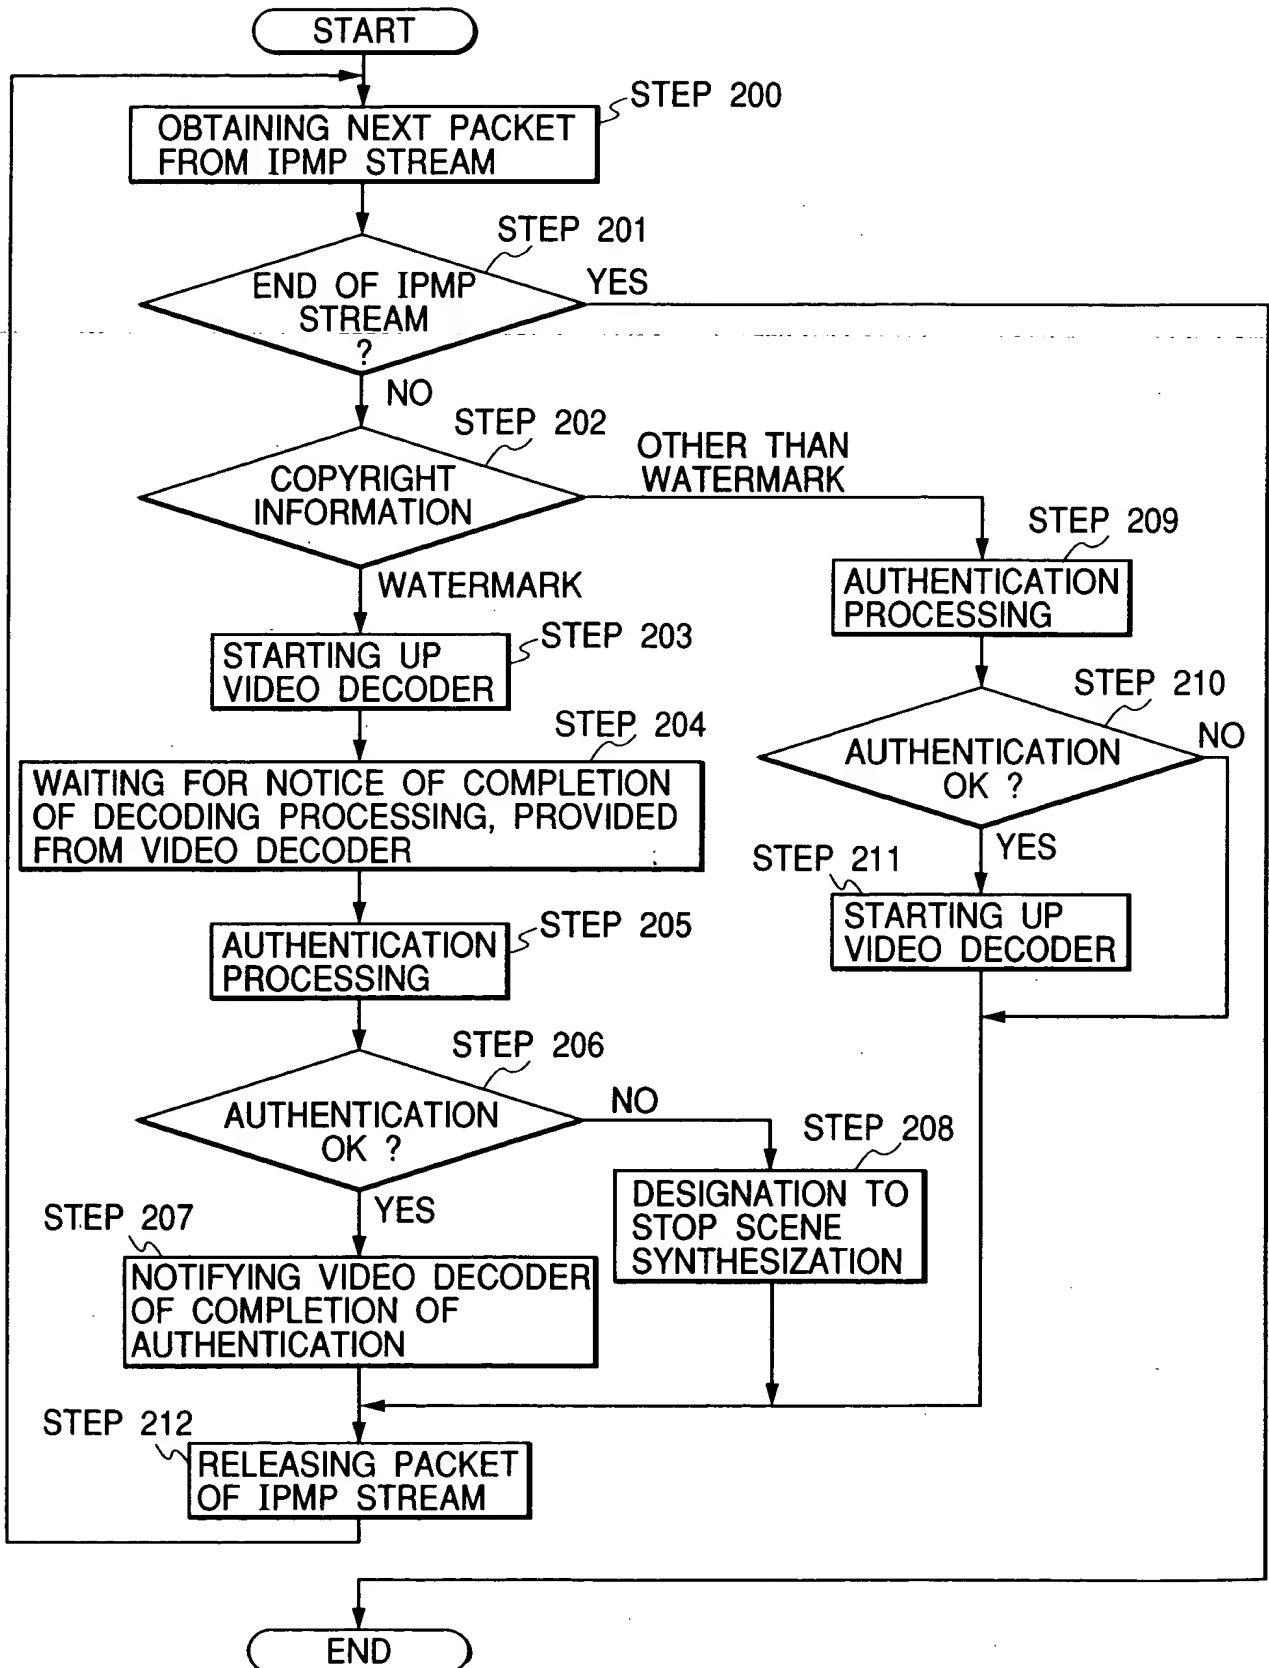 START
STEP 200
OBTAINING NEXT PACKET
FROM IPMP STREAM
STEP 201
END OF IPMP
STREAM
?
YES
NO
STEP 202
COPYRIGHT
INFORMATION
OTHER THAN
WATERMARK
WATERMARK
STEP 203
STARTING UP
VIDEO DECODER
STEP 204
WAITING FOR NOTICE OF COMPLETION
OF DECODING PROCESSING, PROVIDED
FROM VIDEO DECODER
STEP 205
AUTHENTICATION
PROCESSING
STEP 206
AUTHENTICATION
OK ?
NO
YES
STEP 207
NOTIFYING VIDEO DECODER
OF COMPLETION OF
AUTHENTICATION
STEP 208
DESIGNATION TO
STOP SCENE
SYNTHESIZATION
STEP 209
AUTHENTICATION
PROCESSING
STEP 210
AUTHENTICATION
OK ?
NO
YES
STEP 211
STARTING UP
VIDEO DECODER
STEP 212
RELEASING PACKET
OF IPMP STREAM
END